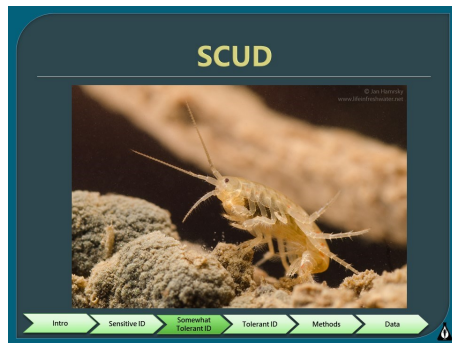 SCUD
© Jan Hamrsky
www.lifeinfreshwater.net
Intro
Sensitive ID
Somewhat
Tolerant ID
Tolerant ID
Methods
Data